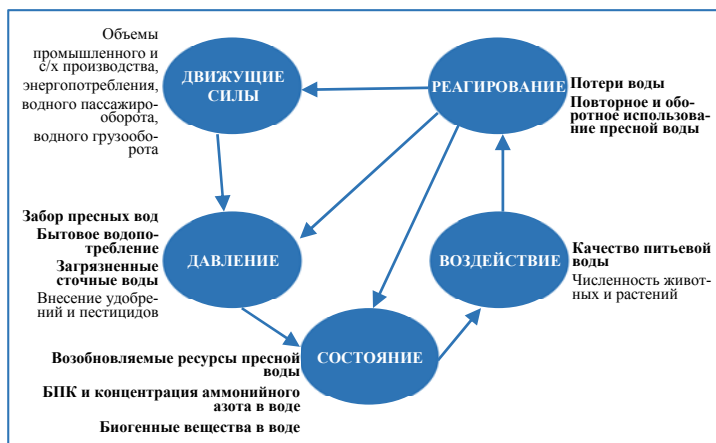 Объемы
промышленного и
с/х производства,
энергопотребления,
водного пассажиро-
оборота,
водного грузообо-
рота
ДВИЖУЩИЕ
СИЛЫ
РЕАГИРОВАНИЕ
Потери воды
Повторное и обо-
ротное использова-
ние пресной воды
Забор пресных вод
Бытовое водопо-
требление
Загрязненные
сточные воды
Внесение удобре-
ний и пестицидов
ДАВЛЕНИЕ
ВОЗДЕЙСТВИЕ
Качество питьевой
воды
Численность живот-
ных и растений
Возобновляемые ресурсы пресной
воды
БПК и концентрация аммонийного
азота в воде
Биогенные вещества в воде
СОСТОЯНИЕ